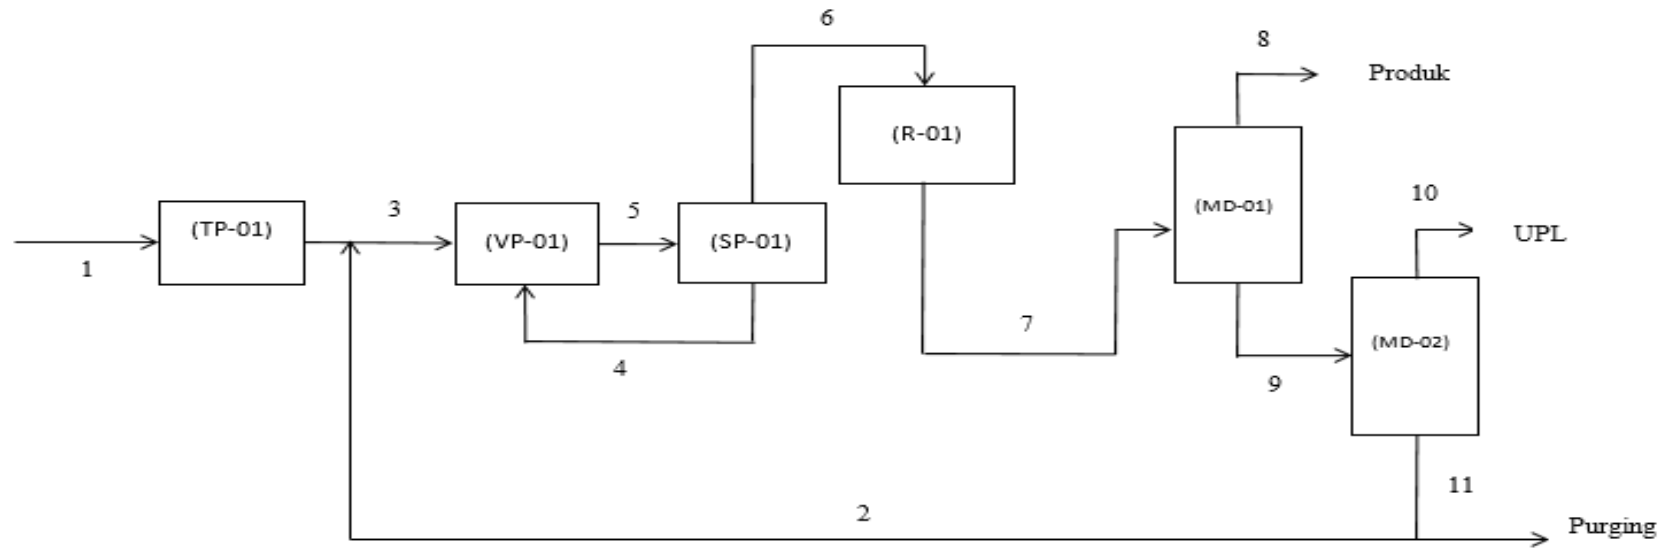 6
8
Produk
(R-01)
10
(MD-01)
3
5
(TP-01)
(VP-01)
(SP-01)
UPL
1
7
(MD-02)
4
9
11
2
Purging